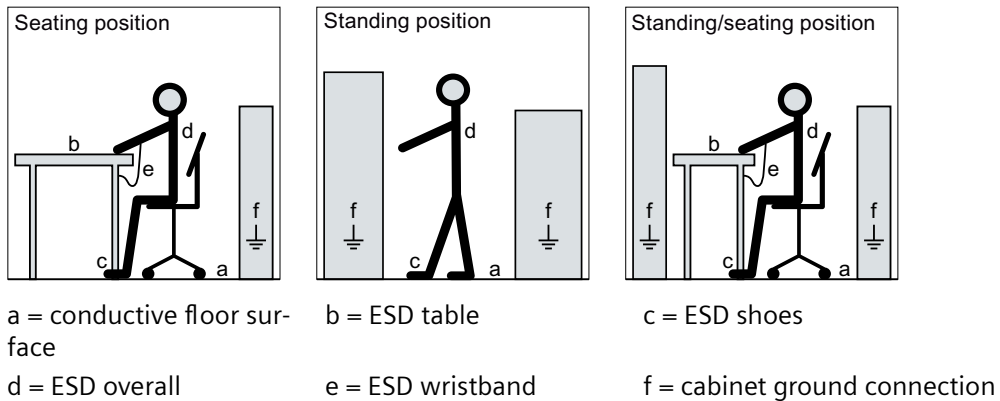 Seating position
b
d
e
f
c
a
Standing position
d
f
f
c
a
Standing/seating position
b
d
e
f
f
c
a
a = conductive floor sur-
face
b = ESD table
c = ESD shoes
d = ESD overall
e = ESD wristband
f = cabinet ground connection